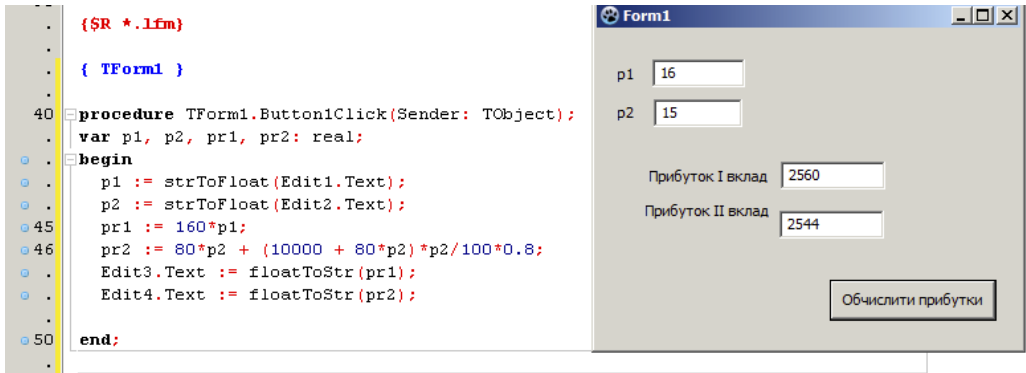 {$R *.lfm}
{ TForm1 }
40 procedure TForm1.Button1Click(Sender: TObject);
var p1, p2, pr1, pr2: real;
begin
p1 := strToFloat(Edit1.Text);
p2 := strToFloat(Edit2.Text);
45 pr1 := 160*p1;
46 pr2 := 80*p2 + (10000 + 80*p2)*p2/100*0.8;
Edit3.Text := floatToStr(pr1);
Edit4.Text := floatToStr(pr2);
50 end;
Form1
p1 16
p2 15
Прибуток I вклад 2560
Прибуток II вклад 2544
Обчислити прибутки